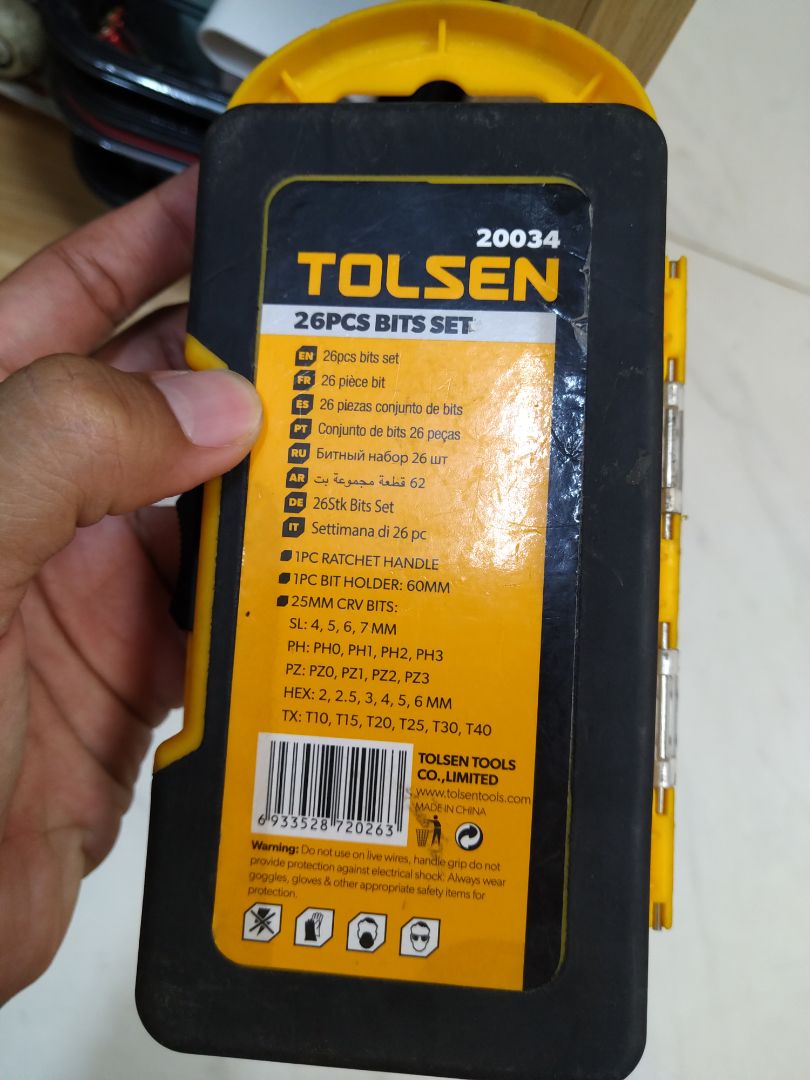 20034
TOLSEN
26PCS BITS SET
EN 26pcs bits set
FR 26 pièce bit
ES 26 piezas conjunto de bits
PT Conjunto de bits 26 peças
RU Битный набор 26 шт
AR 62 قطعة مجموعة بت
DE 26Stk Bits Set
IT Settimana di 26 pc
1PC RATCHET HANDLE
1PC BIT HOLDER: 60MM
25MM CRV BITS:
SL: 4, 5, 6, 7 MM
PH: PH0, PH1, PH2, PH3
PZ: PZ0, PZ1, PZ2, PZ3
HEX: 2, 2.5, 3, 4, 5, 6 MM
TX: T10, T15, T20, T25, T30, T40
TOLSEN TOOLS
CO.,LIMITED
www.tolsentools.com
MADE IN CHINA
6 933528 720263
Warning: Do not use on live wires, handle grip do not
provide protection against electrical shock. Always wear
goggles, gloves & other appropriate safety items for
protection.